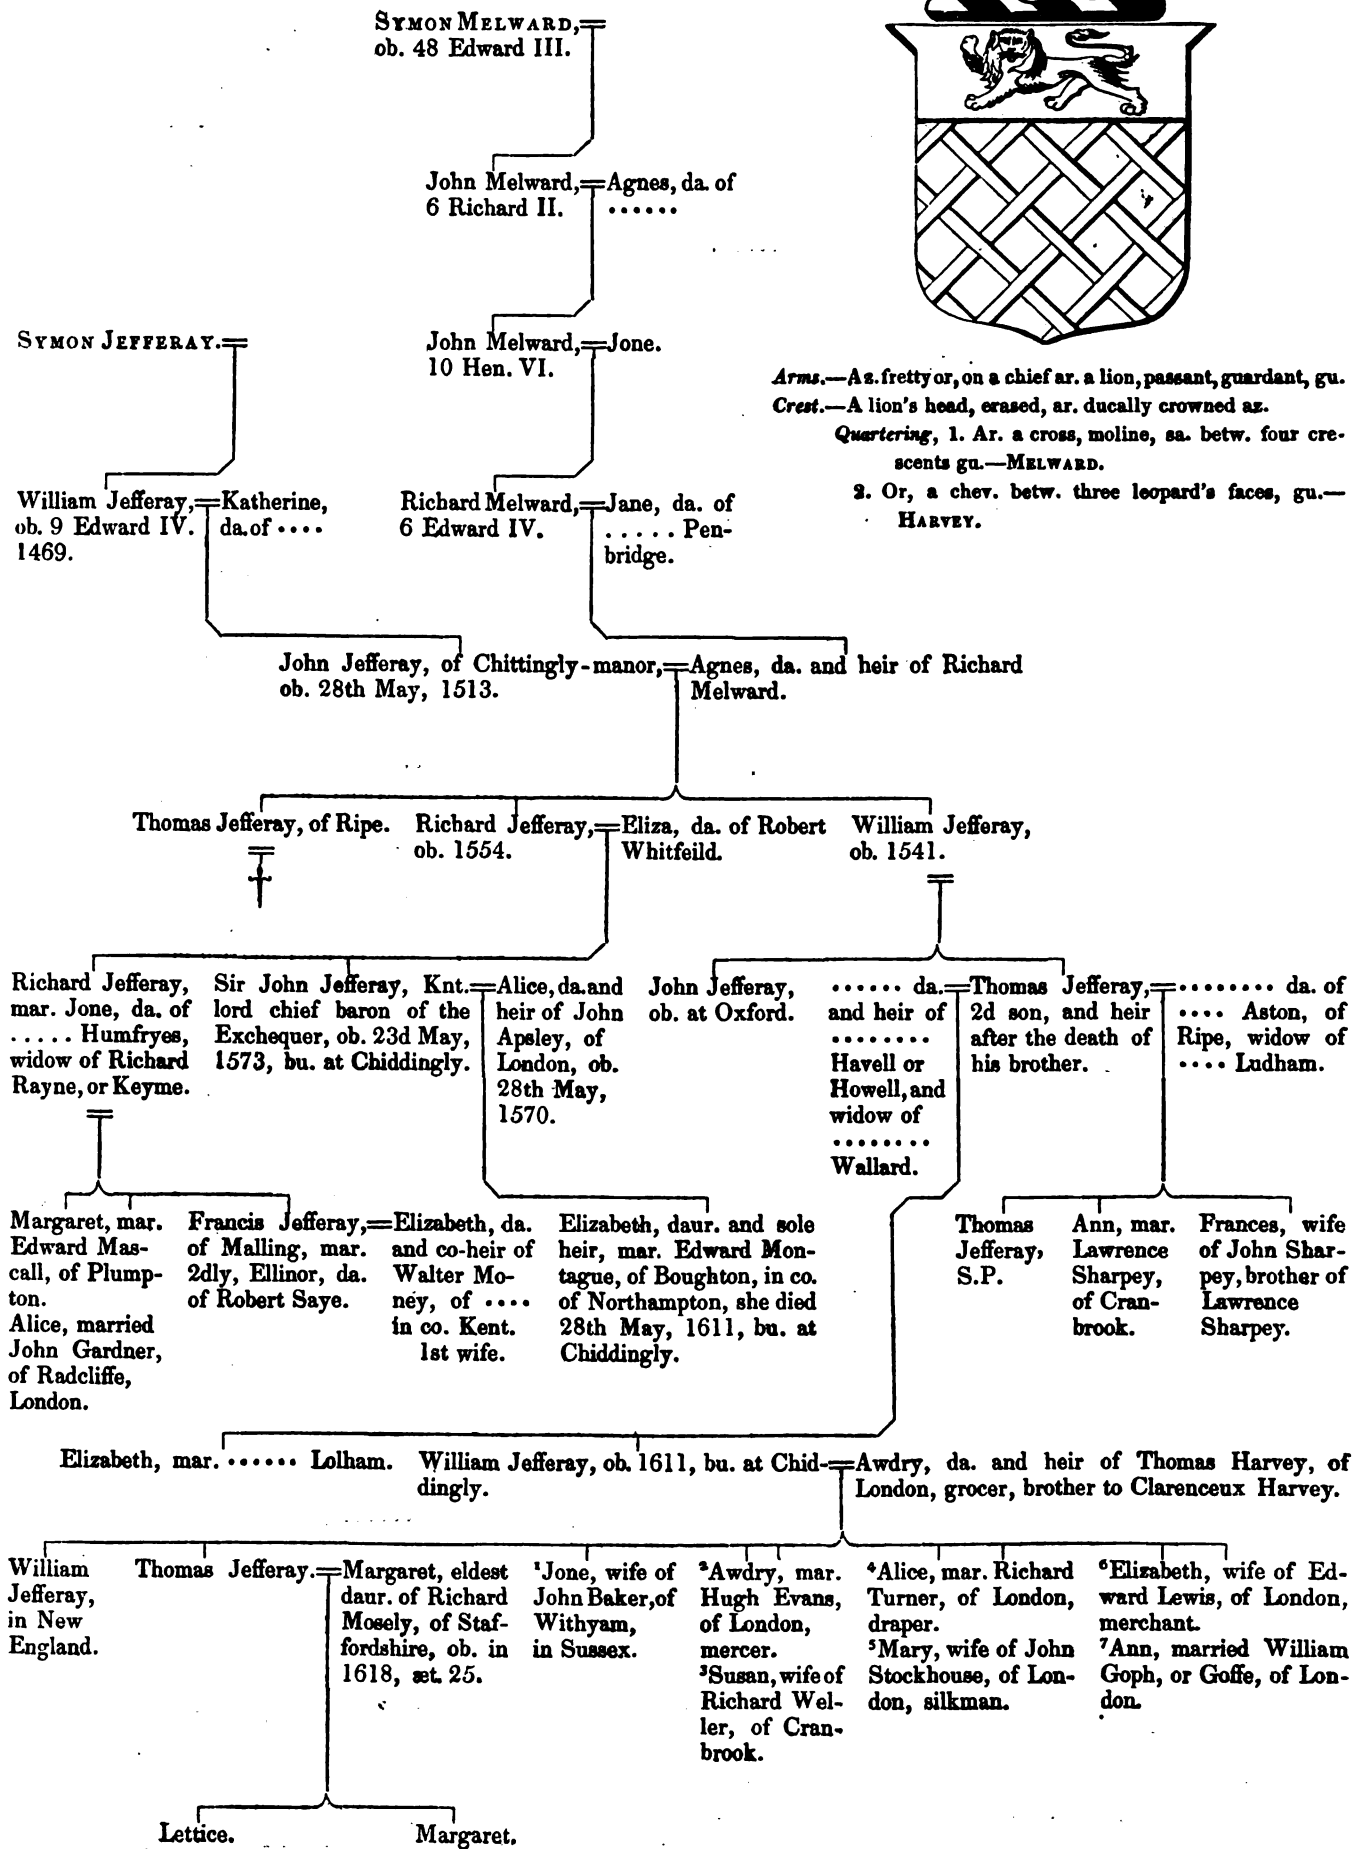 SYMON MELWARD,
ob. 48 Edward III.
John Melward,
6 Richard II.
Agnes, da. of
......
SYMON JEFFERAY.
John Melward,
10 Hen. VI.
Jone.
Arms.—Az. fretty or, on a chief ar. a lion, passant, guardant, gu.
Crest.—A lion's head, erased, ar. ducally crowned az.
Quartering, 1. Ar. a cross, moline, sa. betw. four cre-
scents gu.—MELWARD.
2. Or, a chev. betw. three leopard's faces, gu.—
HARVEY.
William Jefferay,
ob. 9 Edward IV.
1469.
Katherine,
da. of ....
Richard Melward,
6 Edward IV.
Jane, da. of
..... Pen-
bridge.
John Jefferay, of Chittingly-manor,
ob. 28th May, 1513.
Agnes, da. and heir of Richard
Melward.
Thomas Jefferay, of Ripe.
Richard Jefferay,
ob. 1554.
Eliza, da. of Robert
Whitfeild.
William Jefferay,
ob. 1541.
Richard Jefferay,
mar. Jone, da. of
..... Humfryes,
widow of Richard
Rayne, or Keyme.
Sir John Jefferay, Knt.
lord chief baron of the
Exchequer, ob. 23d May,
1573, bu. at Chiddingly.
Alice, da. and
heir of John
Apsley, of
London, ob.
28th May,
1570.
John Jefferay,
ob. at Oxford.
...... da.
and heir of
........
Havell or
Howell, and
widow of
........
Wallard.
Thomas Jefferay,
2d son, and heir
after the death of
his brother.
........ da. of
.... Aston, of
Ripe, widow of
.... Ludham.
Margaret, mar.
Edward Mas-
call, of Plump-
ton.
Alice, married
John Gardner,
of Radcliffe,
London.
Francis Jefferay,
of Malling, mar.
2dly, Ellinor, da.
of Robert Saye.
Elizabeth, da.
and co-heir of
Walter Mo-
ney, of ....
in co. Kent.
1st wife.
Elizabeth, daur. and sole
heir, mar. Edward Mon-
tague, of Boughton, in co.
of Northampton, she died
28th May, 1611, bu. at
Chiddingly.
Thomas
Jefferay,
S.P.
Ann, mar.
Lawrence
Sharpey,
of Cran-
brook.
Frances, wife
of John Shar-
pey, brother of
Lawrence
Sharpey.
Elizabeth, mar. ...... Lolham.
William Jefferay, ob. 1611, bu. at Chid-
dingly.
Awdry, da. and heir of Thomas Harvey, of
London, grocer, brother to Clarenceux Harvey.
William
Jefferay,
in New
England.
Thomas Jefferay.
Margaret, eldest
daur. of Richard
Mosely, of Staf-
fordshire, ob. in
1618, æt. 25.
¹Jone, wife of
John Baker, of
Withyam,
in Sussex.
²Awdry, mar.
Hugh Evans,
of London,
mercer.
³Susan, wife of
Richard Wel-
ler, of Cran-
brook.
⁴Alice, mar. Richard
Turner, of London,
draper.
⁵Mary, wife of John
Stockhouse, of Lon-
don, silkman.
⁶Elizabeth, wife of Ed-
ward Lewis, of London,
merchant.
⁷Ann, married William
Goph, or Goffe, of Lon-
don.
Lettice.
Margaret.